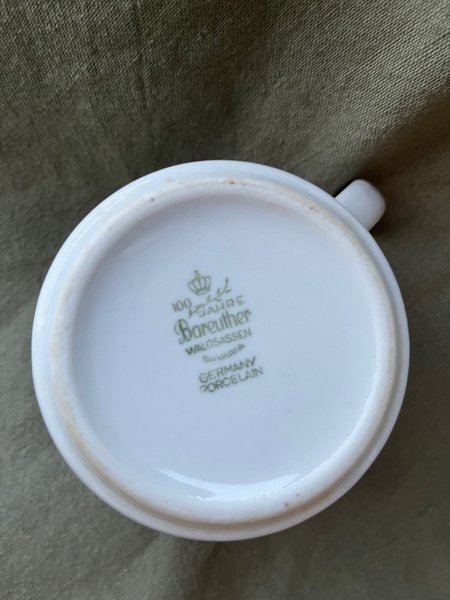 100
JAHRE
Bareuther
WALDSASSEN
BAVARIA
GERMANY
PORCELAIN